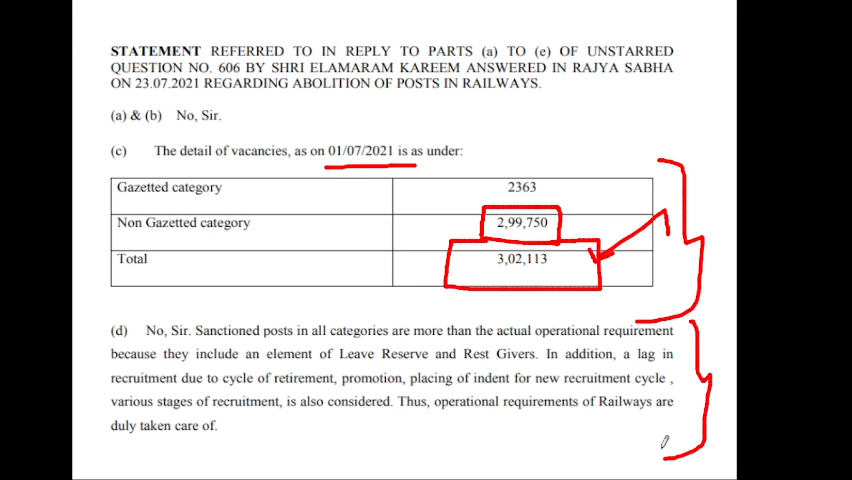 STATEMENT REFERRED TO IN REPLY TO PARTS (a) TO (e) OF UNSTARRED
QUESTION NO. 606 BY SHRI ELAMARAM KAREEM ANSWERED IN RAJYA SABHA
ON 23.07.2021 REGARDING ABOLITION OF POSTS IN RAILWAYS.
(a) & (b) No, Sir.
(c) The detail of vacancies, as on 01/07/2021 is as under:
Gazetted category 2363
Non Gazetted category 2,99,750
Total 3,02,113
(d) No, Sir. Sanctioned posts in all categories are more than the actual operational requirement
because they include an element of Leave Reserve and Rest Givers. In addition, a lag in
recruitment due to cycle of retirement, promotion, placing of indent for new recruitment cycle ,
various stages of recruitment, is also considered. Thus, operational requirements of Railways are
duly taken care of.